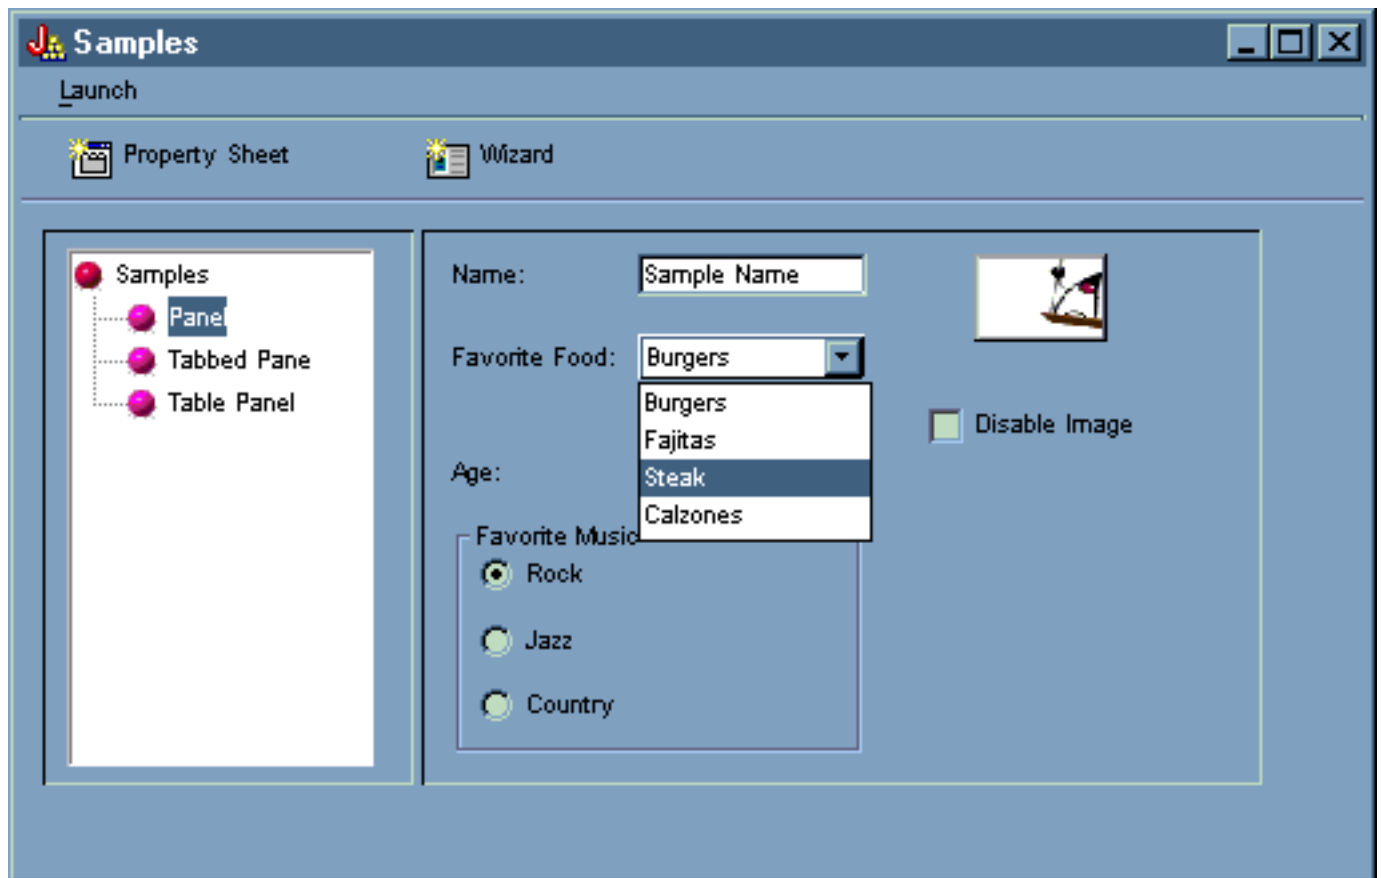 Samples
Launch
Property Sheet
Wizard
Samples
Panel
Tabbed Pane
Table Panel
Name:
Sample Name
Favorite Food:
Burgers
Burgers
Fajitas
Steak
Calzones
Disable Image
Age:
Favorite Music
Rock
Jazz
Country